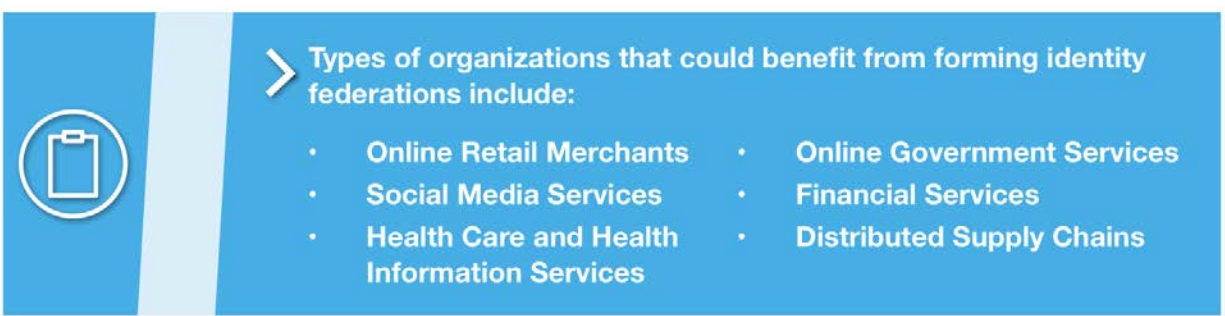 Types of organizations that could benefit from forming identity
federations include:
• Online Retail Merchants
• Social Media Services
• Health Care and Health
Information Services
• Online Government Services
• Financial Services
• Distributed Supply Chains